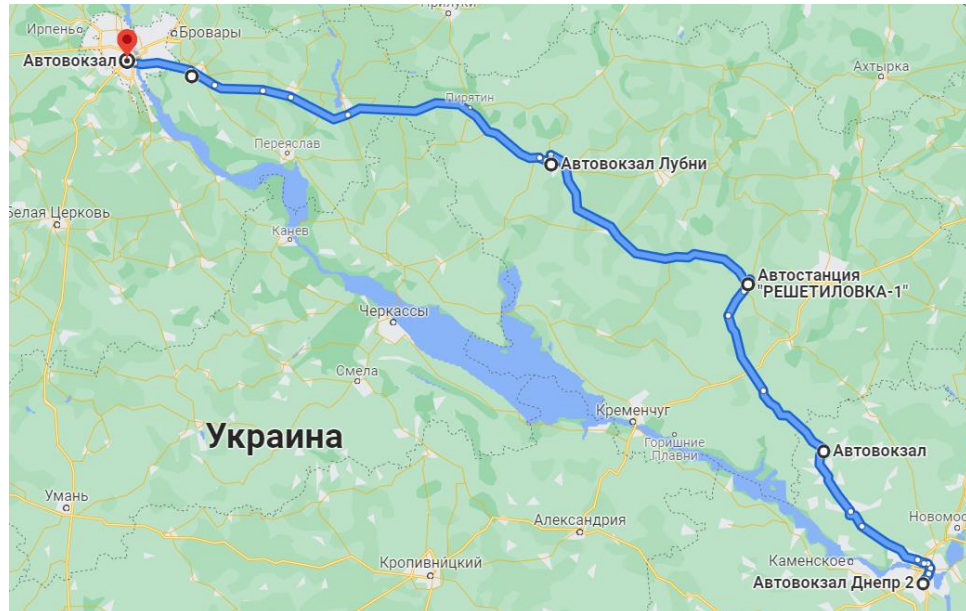 Прилуки
Ирпень
Бровары
Автовокзал
Ахтырка
Пирятин
Переяслав
Автовокзал Лубни
Белая Церковь
Канев
Автостанция
"РЕШЕТИЛОВКА-1"
Черкассы
Смела
Кременчуг
Украина
Горишние
Плавни
Автовокзал
Умань
Александрия
Новомос
Кропивницкий
Каменское
Автовокзал Днепр 2